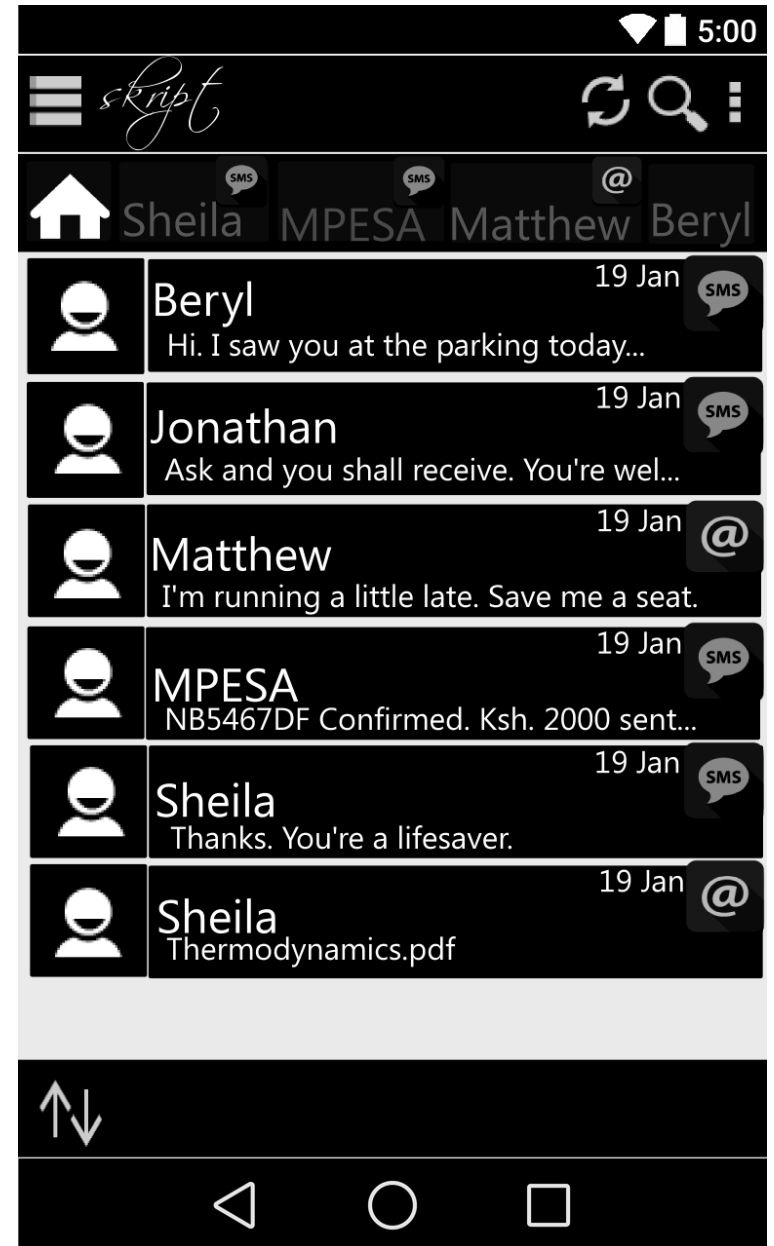 5:00
skript
SMS SMS @
Sheila MPESA Matthew Beryl
19 Jan
SMS
Beryl
Hi. I saw you at the parking today...
19 Jan
SMS
Jonathan
Ask and you shall receive. You're wel...
19 Jan
@
Matthew
I'm running a little late. Save me a seat.
19 Jan
SMS
MPESA
NB5467DF Confirmed. Ksh. 2000 sent...
19 Jan
SMS
Sheila
Thanks. You're a lifesaver.
19 Jan
@
Sheila
Thermodynamics.pdf